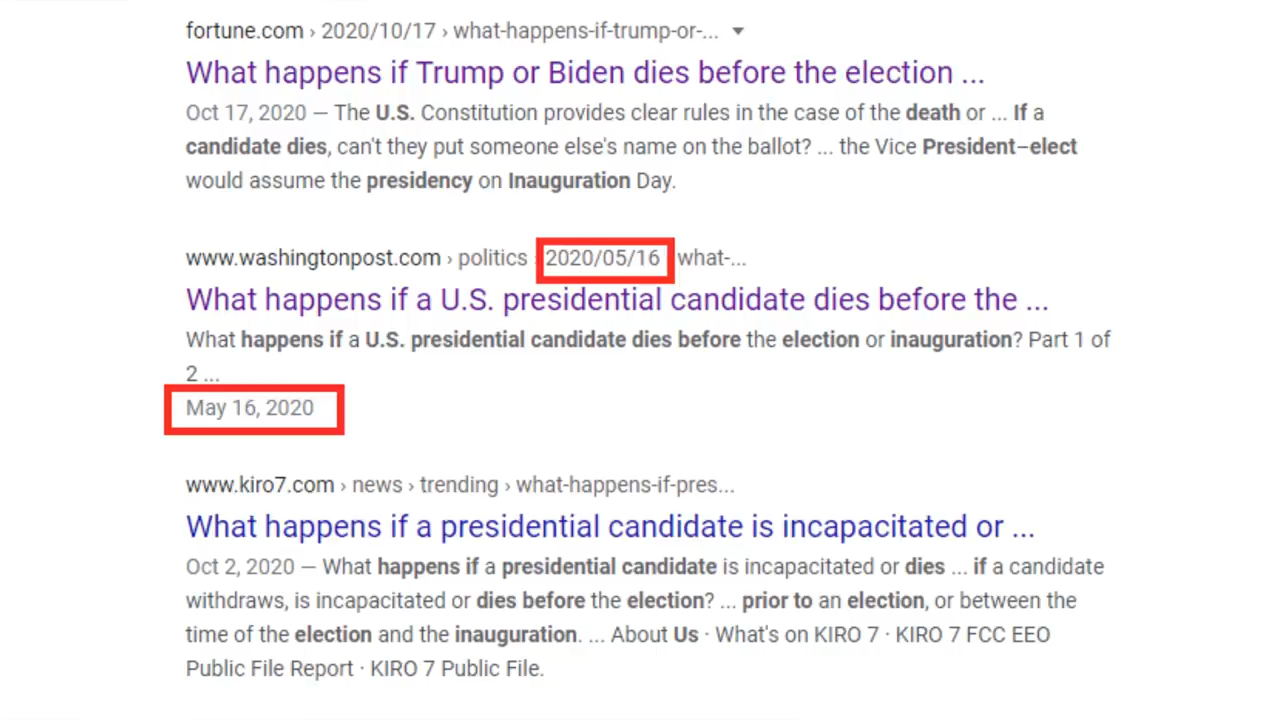 fortune.com › 2020/10/17 › what-happens-if-trump-or-...
What happens if Trump or Biden dies before the election ...
Oct 17, 2020 — The U.S. Constitution provides clear rules in the case of the death or ... If a
candidate dies, can't they put someone else's name on the ballot? ... the Vice President–elect
would assume the presidency on Inauguration Day.
www.washingtonpost.com › politics › 2020/05/16 what-...
What happens if a U.S. presidential candidate dies before the ...
What happens if a U.S. presidential candidate dies before the election or inauguration? Part 1 of
2 ...
May 16, 2020
www.kiro7.com › news › trending › what-happens-if-pres...
What happens if a presidential candidate is incapacitated or ...
Oct 2, 2020 — What happens if a presidential candidate is incapacitated or dies ... if a candidate
withdraws, is incapacitated or dies before the election? ... prior to an election, or between the
time of the election and the inauguration. ... About Us · What's on KIRO 7 · KIRO 7 FCC EEO
Public File Report · KIRO 7 Public File.